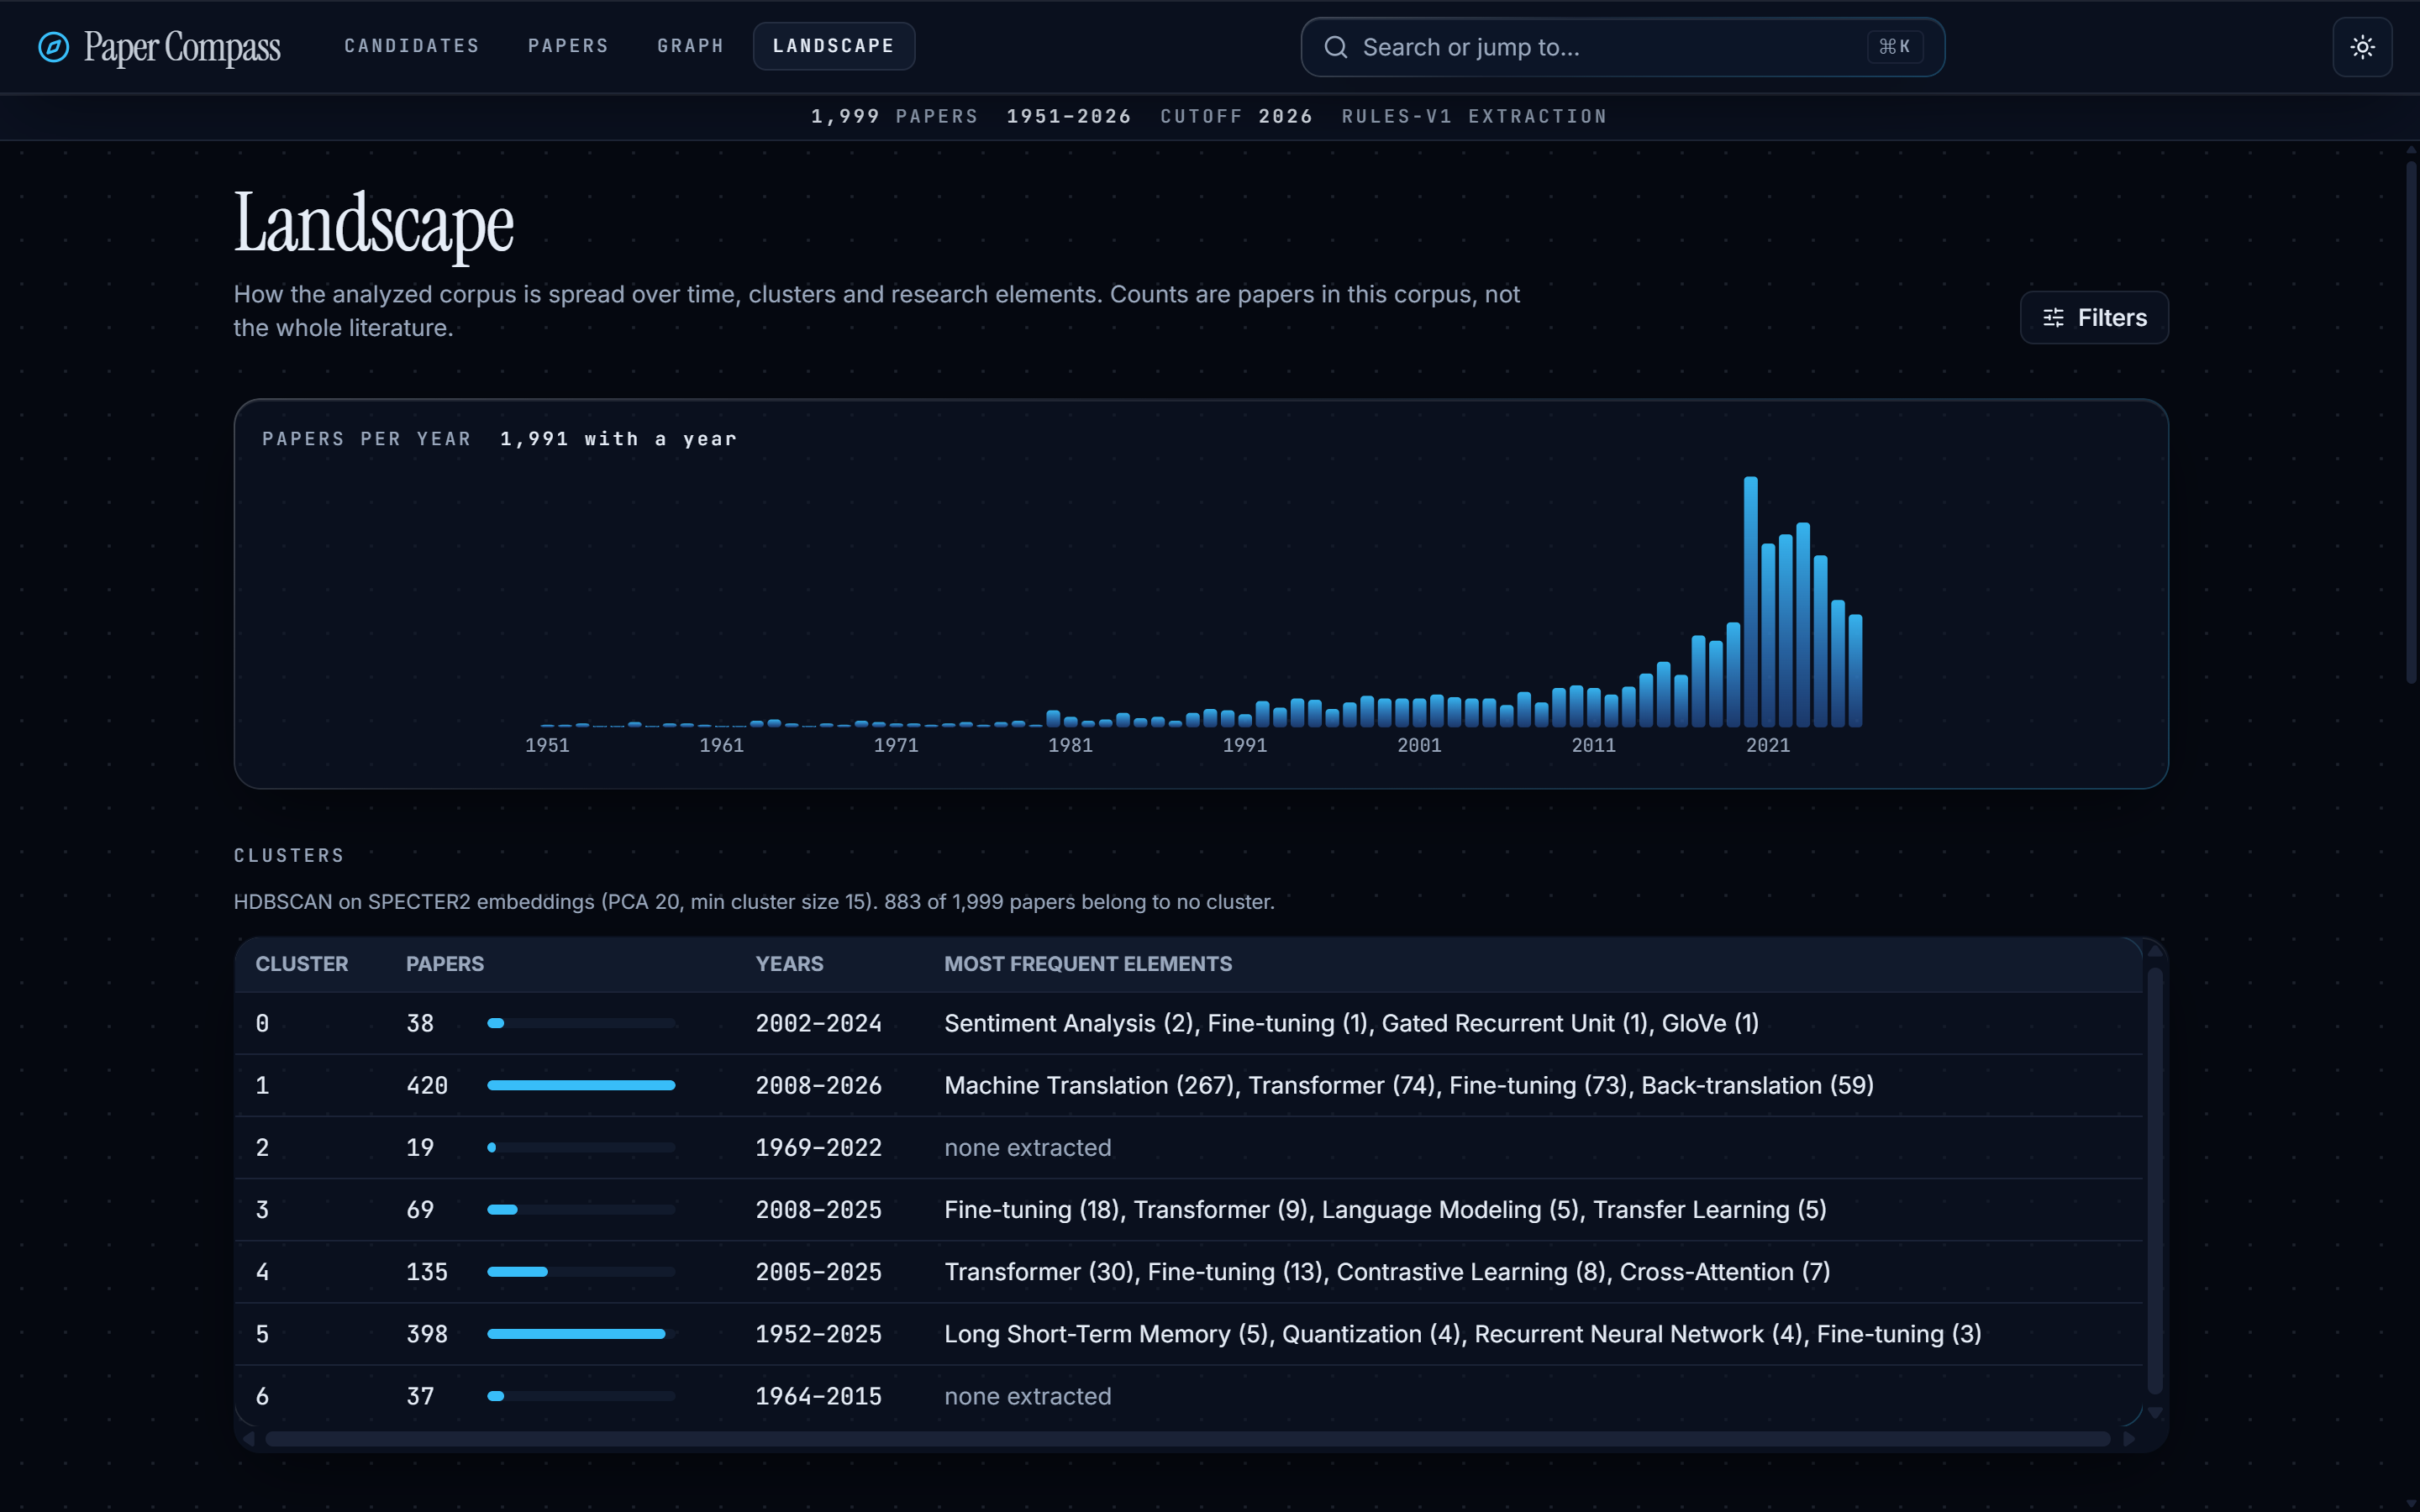 Paper Compass CANDIDATES PAPERS GRAPH LANDSCAPE Search or jump to... ⌘K
1,999 PAPERS 1951–2026 CUTOFF 2026 RULES-V1 EXTRACTION
Landscape
How the analyzed corpus is spread over time, clusters and research elements. Counts are papers in this corpus, not
the whole literature.
Filters
PAPERS PER YEAR 1,991 with a year
1951 1961 1971 1981 1991 2001 2011 2021
CLUSTERS
HDBSCAN on SPECTER2 embeddings (PCA 20, min cluster size 15). 883 of 1,999 papers belong to no cluster.
CLUSTER PAPERS YEARS MOST FREQUENT ELEMENTS
0 38 2002–2024 Sentiment Analysis (2), Fine-tuning (1), Gated Recurrent Unit (1), GloVe (1)
1 420 2008–2026 Machine Translation (267), Transformer (74), Fine-tuning (73), Back-translation (59)
2 19 1969–2022 none extracted
3 69 2008–2025 Fine-tuning (18), Transformer (9), Language Modeling (5), Transfer Learning (5)
4 135 2005–2025 Transformer (30), Fine-tuning (13), Contrastive Learning (8), Cross-Attention (7)
5 398 1952–2025 Long Short-Term Memory (5), Quantization (4), Recurrent Neural Network (4), Fine-tuning (3)
6 37 1964–2015 none extracted